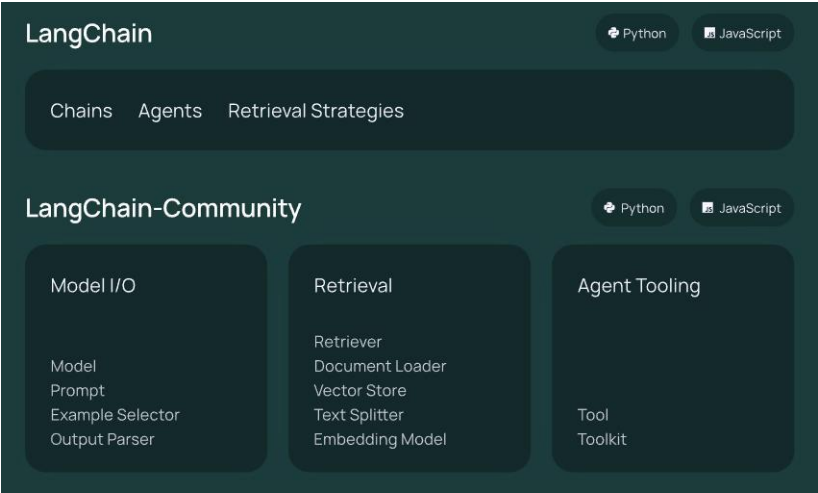 LangChain
Python
JavaScript
Chains Agents Retrieval Strategies
LangChain-Community
Python
JavaScript
Model I/O
Model
Prompt
Example Selector
Output Parser
Retrieval
Retriever
Document Loader
Vector Store
Text Splitter
Embedding Model
Agent Tooling
Tool
Toolkit